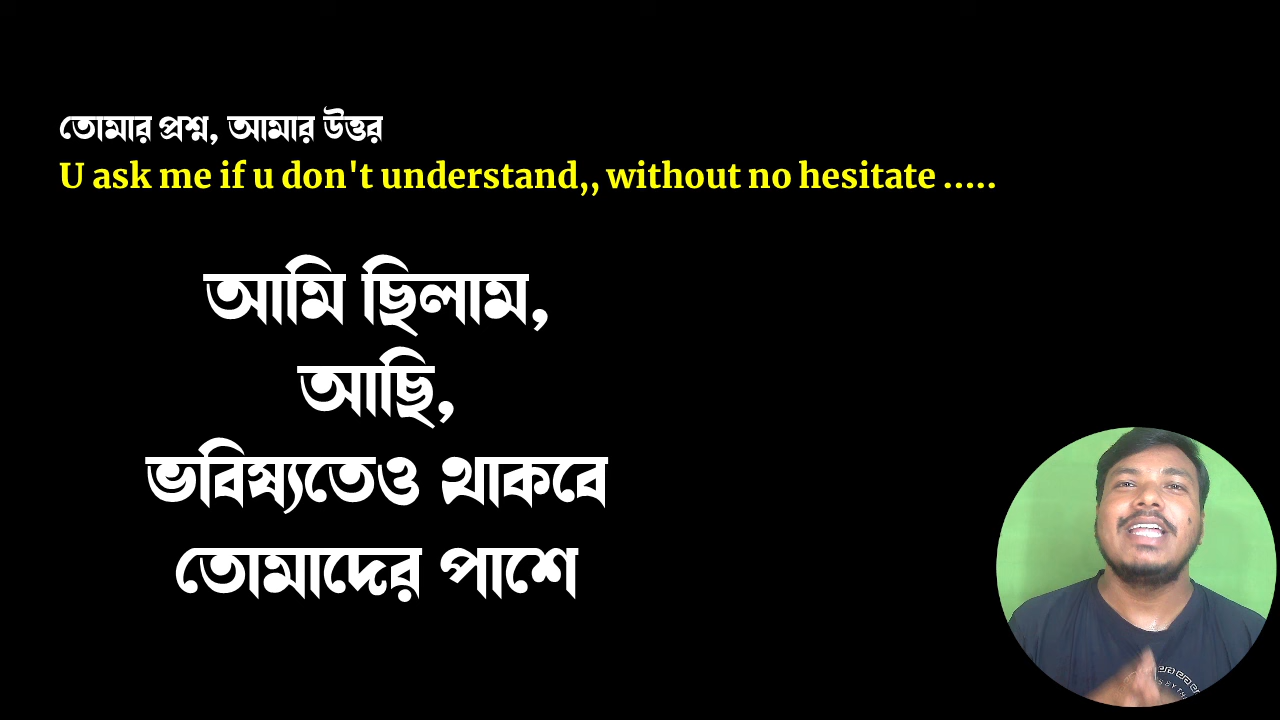 তোমার প্রশ্ন, আমার উত্তর
U ask me if u don't understand,, without no hesitate .....
আমি ছিলাম,
আছি,
ভবিষ্যতেও থাকবে
তোমাদের পাশে